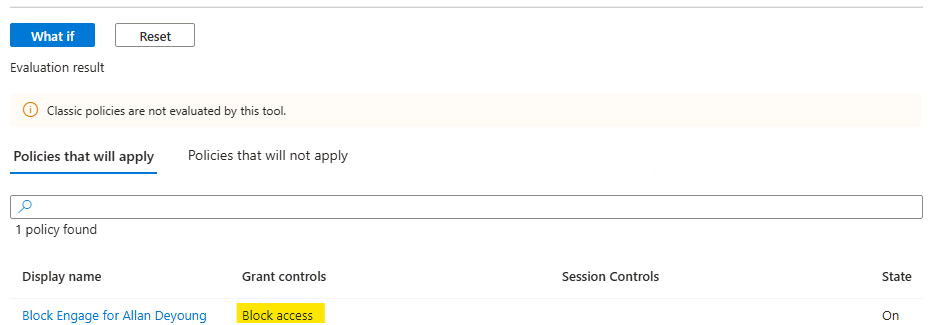 What if Reset
Evaluation result
Classic policies are not evaluated by this tool.
Policies that will apply Policies that will not apply
1 policy found
Display name Grant controls Session Controls State
Block Engage for Allan Deyoung Block access On